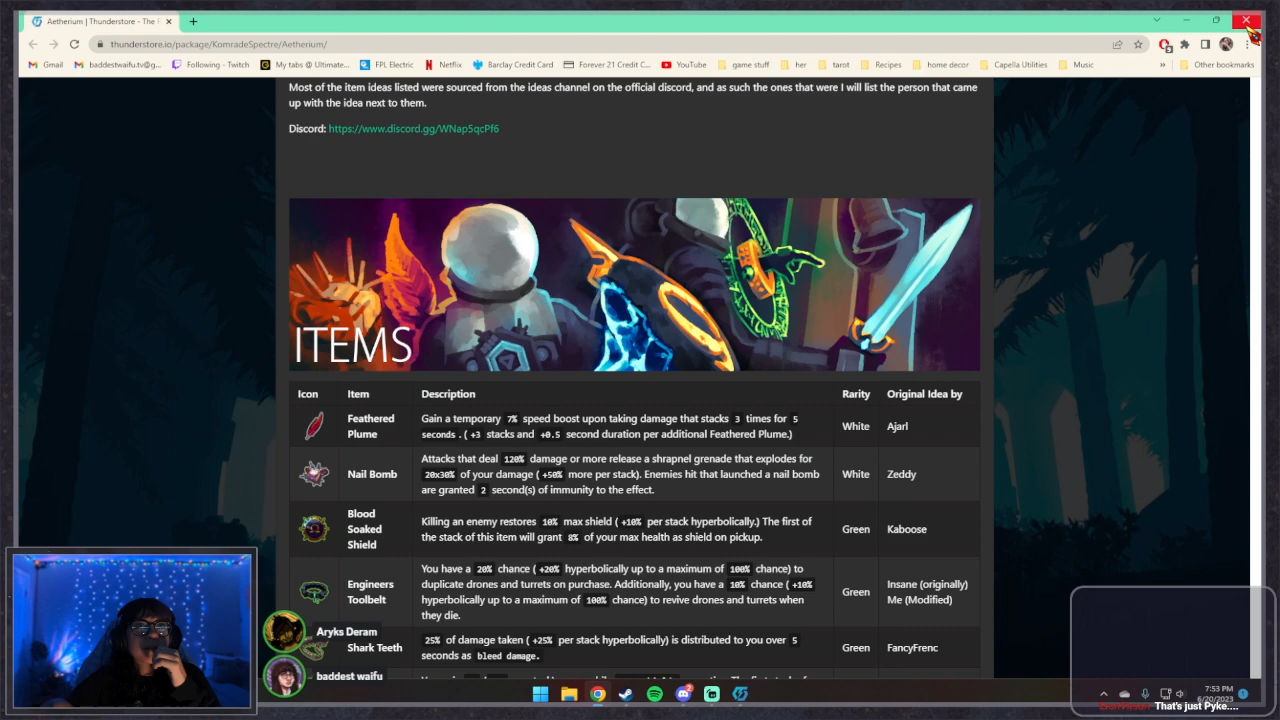 Aetherium | Thunderstore - The F
thunderstore.io/package/KomradeSpectre/Aetherium/
Gmail
baddestwaifu.tv@g...
Following - Twitch
My tabs @ Ultimate...
FPL Electric
Netflix
Barclay Credit Card
Forever 21 Credit C...
YouTube
game stuff
her
tarot
Recipes
home decor
Capella Utilities
Music
»
Other bookmarks
Most of the item ideas listed were sourced from the ideas channel on the official discord, and as such the ones that were I will list the person that came
up with the idea next to them.
Discord: https://www.discord.gg/WNap5qcPf6
ITEMS
Icon Item Description Rarity Original Idea by
Feathered
Plume
Gain a temporary 7% speed boost upon taking damage that stacks 3 times for 5
seconds . ( +3 stacks and +0.5 second duration per additional Feathered Plume.)
White
Ajarl
Nail Bomb
Attacks that deal 120% damage or more release a shrapnel grenade that explodes for
20x30% of your damage ( +50% more per stack). Enemies hit that launched a nail bomb
are granted 2 second(s) of immunity to the effect.
White
Zeddy
Blood
Soaked
Shield
Killing an enemy restores 10% max shield ( +10% per stack hyperbolically.) The first of
the stack of this item will grant 8% of your max health as shield on pickup.
Green
Kaboose
Engineers
Toolbelt
You have a 20% chance ( +20% hyperbolically up to a maximum of 100% chance) to
duplicate drones and turrets on purchase. Additionally, you have a 10% chance ( +10%
hyperbolically up to a maximum of 100% chance) to revive drones and turrets when
they die.
Green
Insane (originally)
Me (Modified)
Shark Teeth
25% of damage taken ( +25% per stack hyperbolically) is distributed to you over 5
seconds as bleed damage.
Green
FancyFrenc
Aryks Deram
baddest waifu
2
7:53 PM
6/20/2023
1
That's just Pyke....